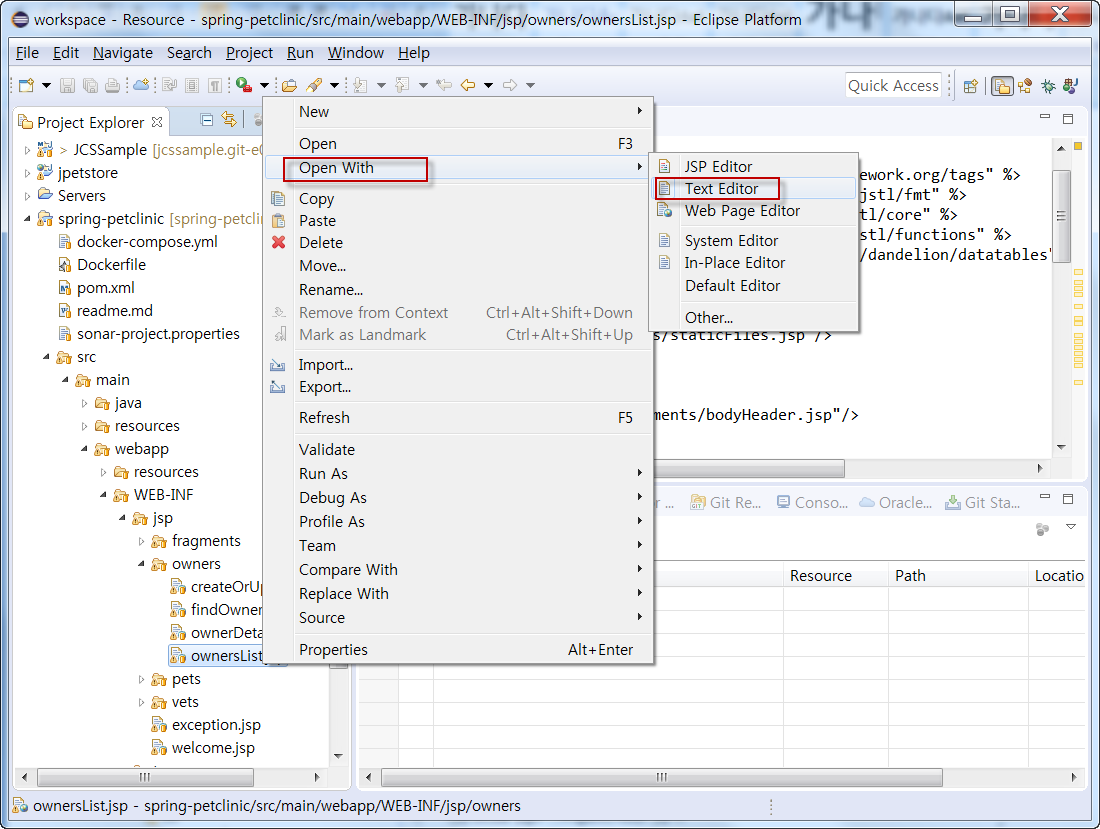 workspace - Resource - spring-petclinic/src/main/webapp/WEB-INF/jsp/owners/ownersList.jsp - Eclipse Platform
File Edit Navigate Search Project Run Window Help
Quick Access
Project Explorer
> JCSSample [jcssample.git-e
jpetstore
Servers
spring-petclinic [spring-petcli
docker-compose.yml
Dockerfile
pom.xml
readme.md
sonar-project.properties
src
main
java
resources
webapp
resources
WEB-INF
jsp
fragments
owners
createOrU
findOwner
ownerDeta
ownersList
pets
vets
exception.jsp
welcome.jsp
New
Open F3
Open With
Copy
Paste
Delete
Move...
Rename...
Remove from Context Ctrl+Alt+Shift+Down
Mark as Landmark Ctrl+Alt+Shift+Up
Import...
Export...
Refresh F5
Validate
Run As
Debug As
Profile As
Team
Compare With
Replace With
Source
Properties Alt+Enter
JSP Editor
Text Editor
Web Page Editor
System Editor
In-Place Editor
Default Editor
Other...
ework.org/tags" %>
jstl/fmt" %>
tl/core" %>
stl/functions" %>
/dandelion/datatables"
s/staticFiles.jsp"/>
ments/bodyHeader.jsp"/>
r ... Git Re... Conso... Oracle... Git Sta...
Resource Path Locatio
ownersList.jsp - spring-petclinic/src/main/webapp/WEB-INF/jsp/owners